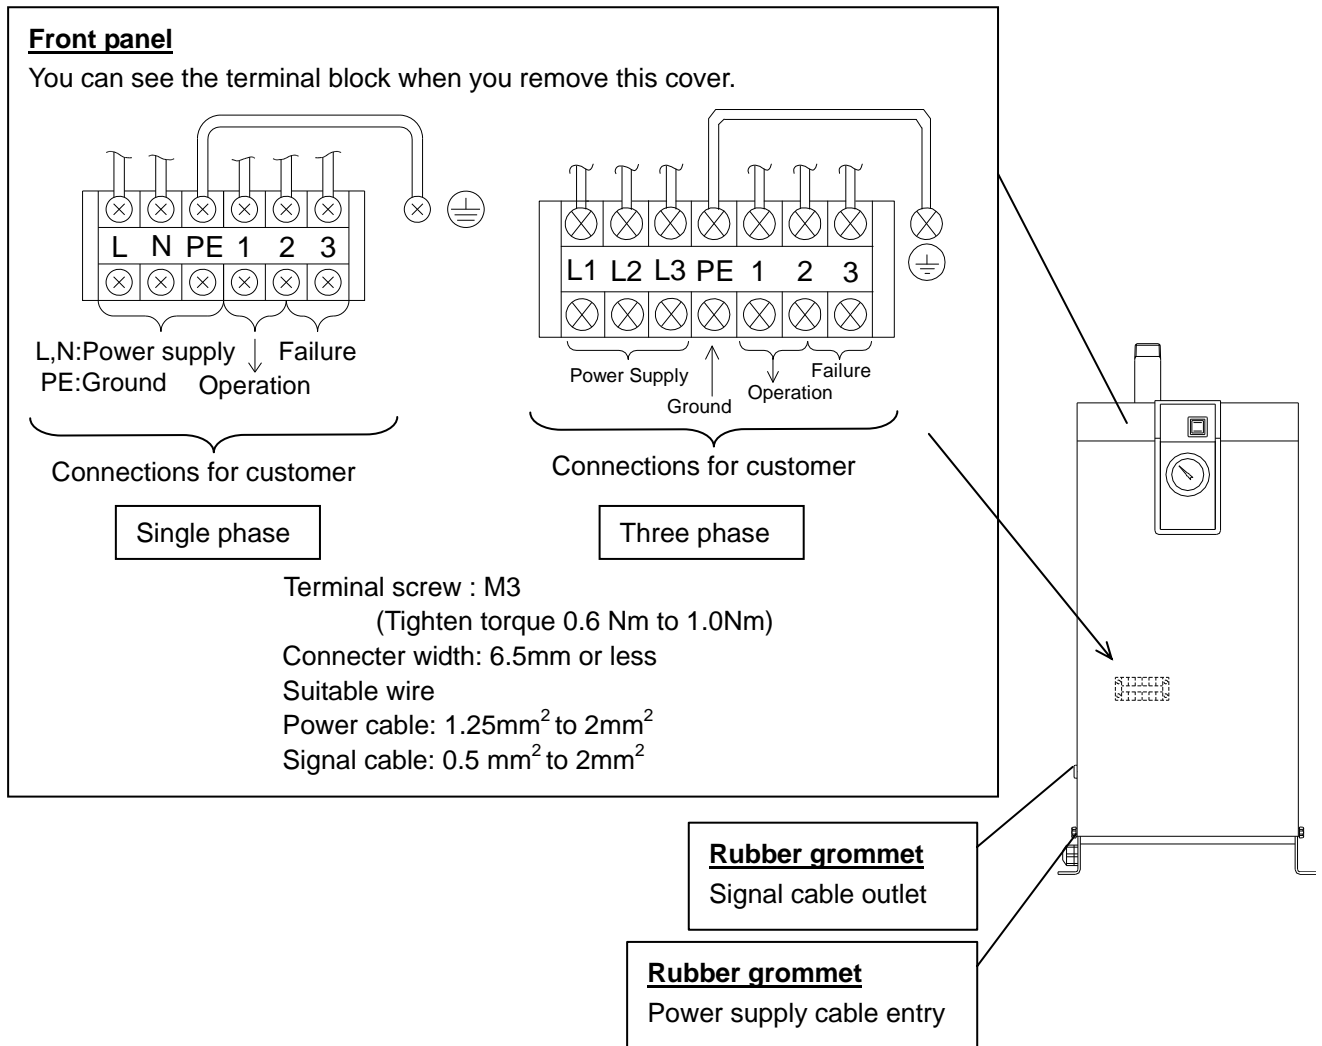 Front panel
You can see the terminal block when you remove this cover.
L N PE 1 2 3
L,N:Power supply
PE:Ground
Operation
Failure
Connections for customer
Single phase
L1 L2 L3 PE 1 2 3
Power Supply
Ground
Operation
Failure
Connections for customer
Three phase
Terminal screw : M3
(Tighten torque 0.6 Nm to 1.0Nm)
Connecter width: 6.5mm or less
Suitable wire
Power cable: 1.25mm² to 2mm²
Signal cable: 0.5 mm² to 2mm²
Rubber grommet
Signal cable outlet
Rubber grommet
Power supply cable entry